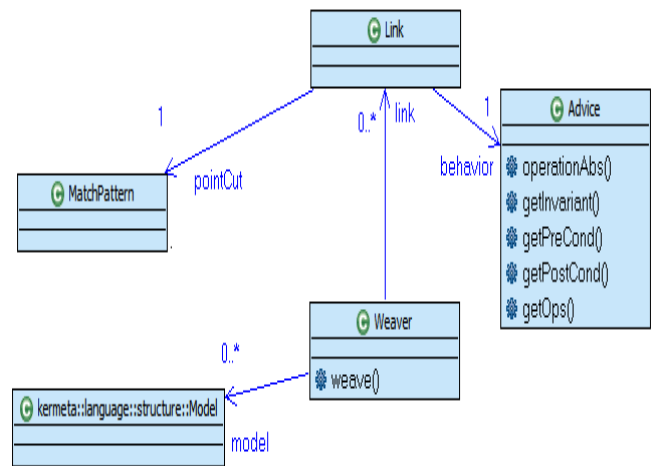 Link
1
0..*
link
1
Advice
behavior
operationAbs()
getInvariant()
getPreCond()
getPostCond()
getOps()
MatchPattern
pointCut
Weaver
weave()
0..*
kermeta::language::structure::Model
model